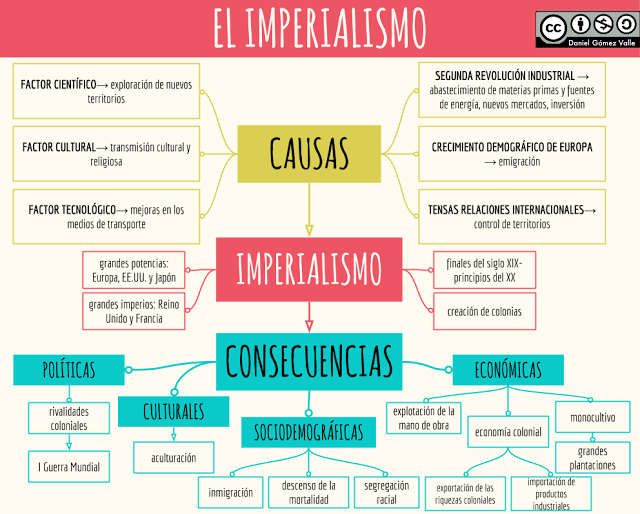 EL IMPERIALISMO
cc
Daniel Gómez Valle
FACTOR CIENTÍFICO→ exploración de nuevos
territorios
FACTOR CULTURAL→ transmisión cultural y
religiosa
FACTOR TECNOLÓGICO→ mejoras en los
medios de transporte
CAUSAS
SEGUNDA REVOLUCIÓN INDUSTRIAL →
abastecimiento de materias primas y fuentes
de energía, nuevos mercados, inversión
CRECIMIENTO DEMOGRÁFICO DE EUROPA
→ emigración
TENSAS RELACIONES INTERNACIONALES→
control de territorios
grandes potencias:
Europa, EE.UU. y Japón
grandes imperios: Reino
Unido y Francia
IMPERIALISMO
finales del siglo XIX-
principios del XX
creación de colonias
CONSECUENCIAS
POLÍTICAS
rivalidades
coloniales
I Guerra Mundial
CULTURALES
aculturación
SOCIODEMOGRÁFICAS
inmigración
descenso de la
mortalidad
segregación
racial
ECONÓMICAS
explotación de la
mano de obra
economía colonial
exportación de las
riquezas coloniales
importación de
productos
industriales
monocultivo
grandes
plantaciones